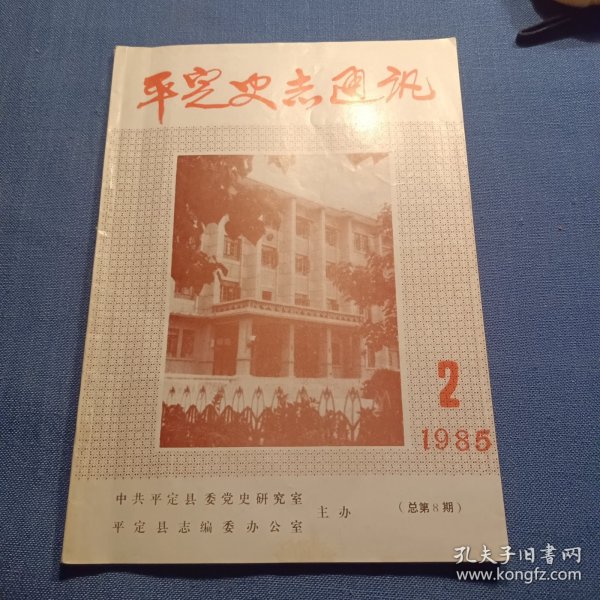 平定史志通讯
2
1985
中共平定县委党史研究室
平定县志编委办公室
主办
(总第8期)
孔夫子旧书网
www.kongfz.com